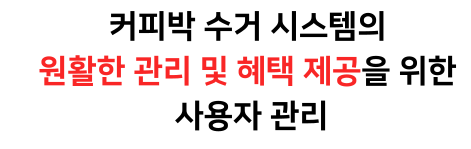 커피박 수거 시스템의
원활한 관리 및 혜택 제공을 위한
사용자 관리